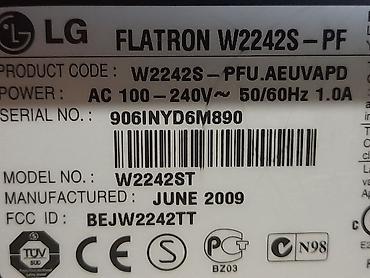 LG FLATRON W2242S-PF
PRODUCT CODE : W2242S-PFU.AEUVAPD
POWER : AC 100-240V~ 50/60Hz 1.0A
SERIAL NO. : 906INYD6M890
MODEL NO. : W2242ST
MANUFACTURED : JUNE 2009
FCC ID : BEJW2242TT
TÜV CE S PCT C N98
BZ03